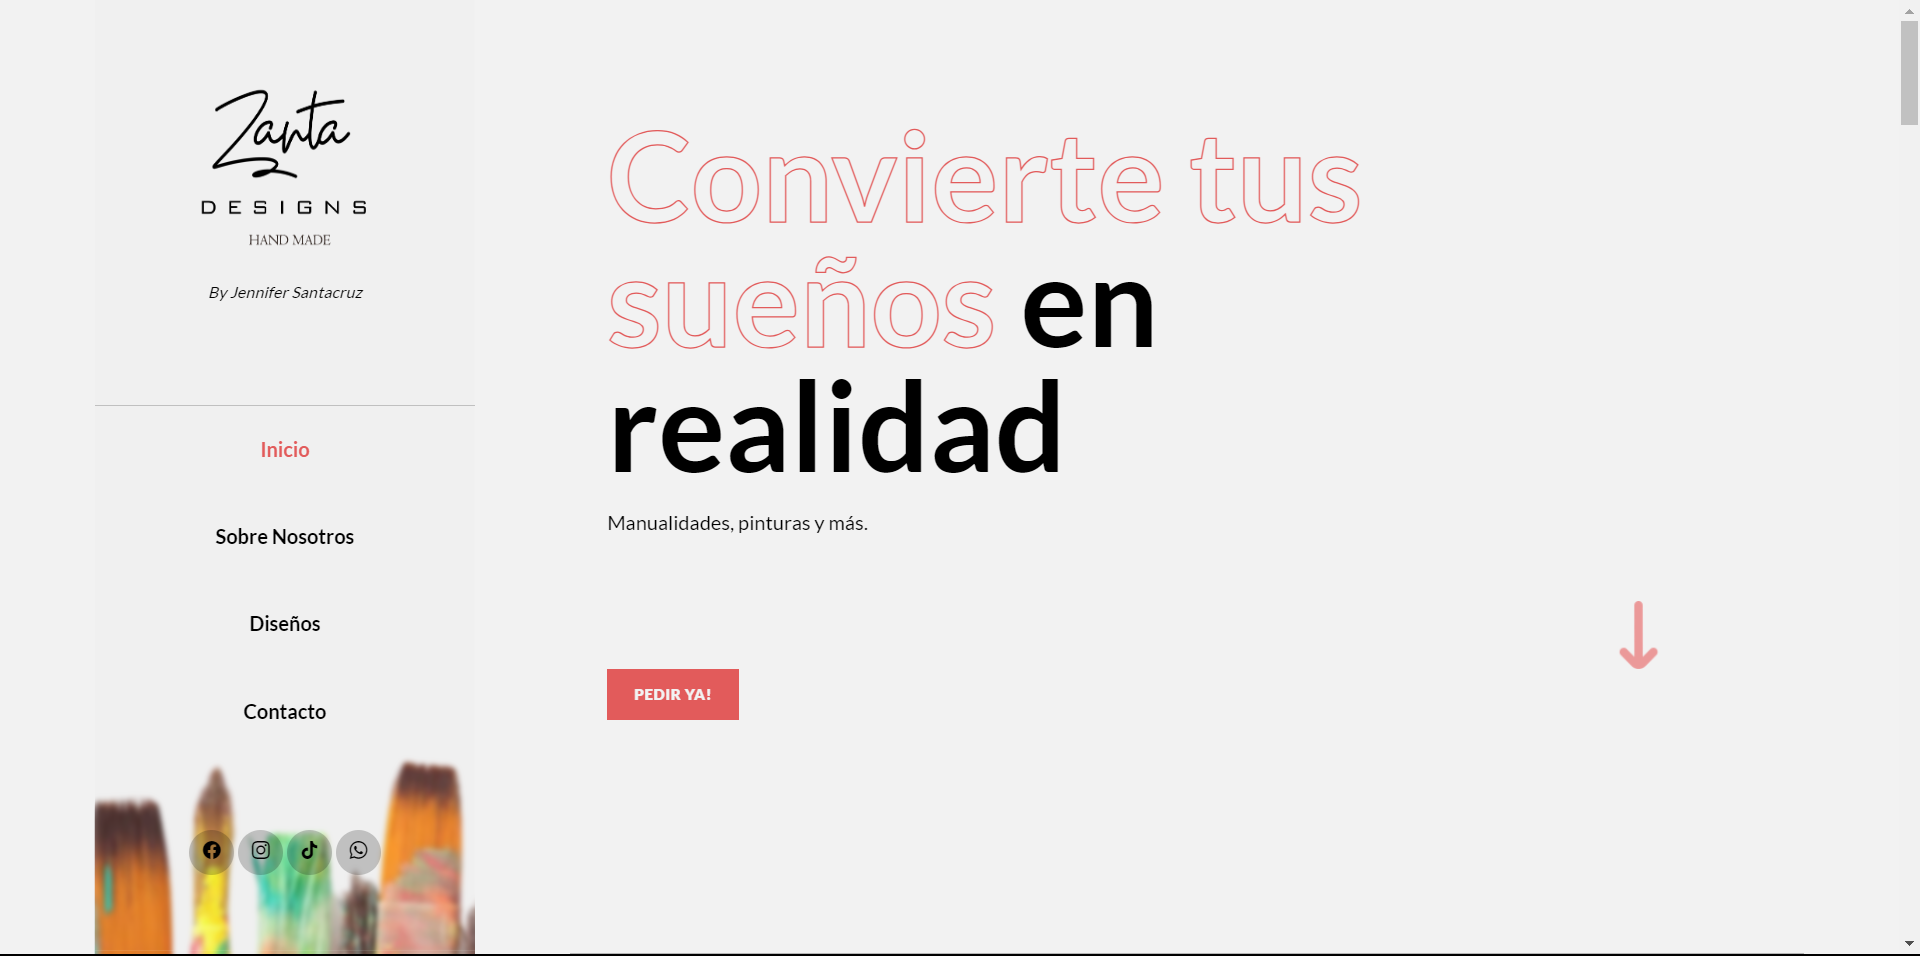 Zanta
DESIGNS
HAND MADE
By Jennifer Santacruz
Inicio
Sobre Nosotros
Diseños
Contacto
Convierte tus
sueños en
realidad
Manualidades, pinturas y más.
PEDIR YA!